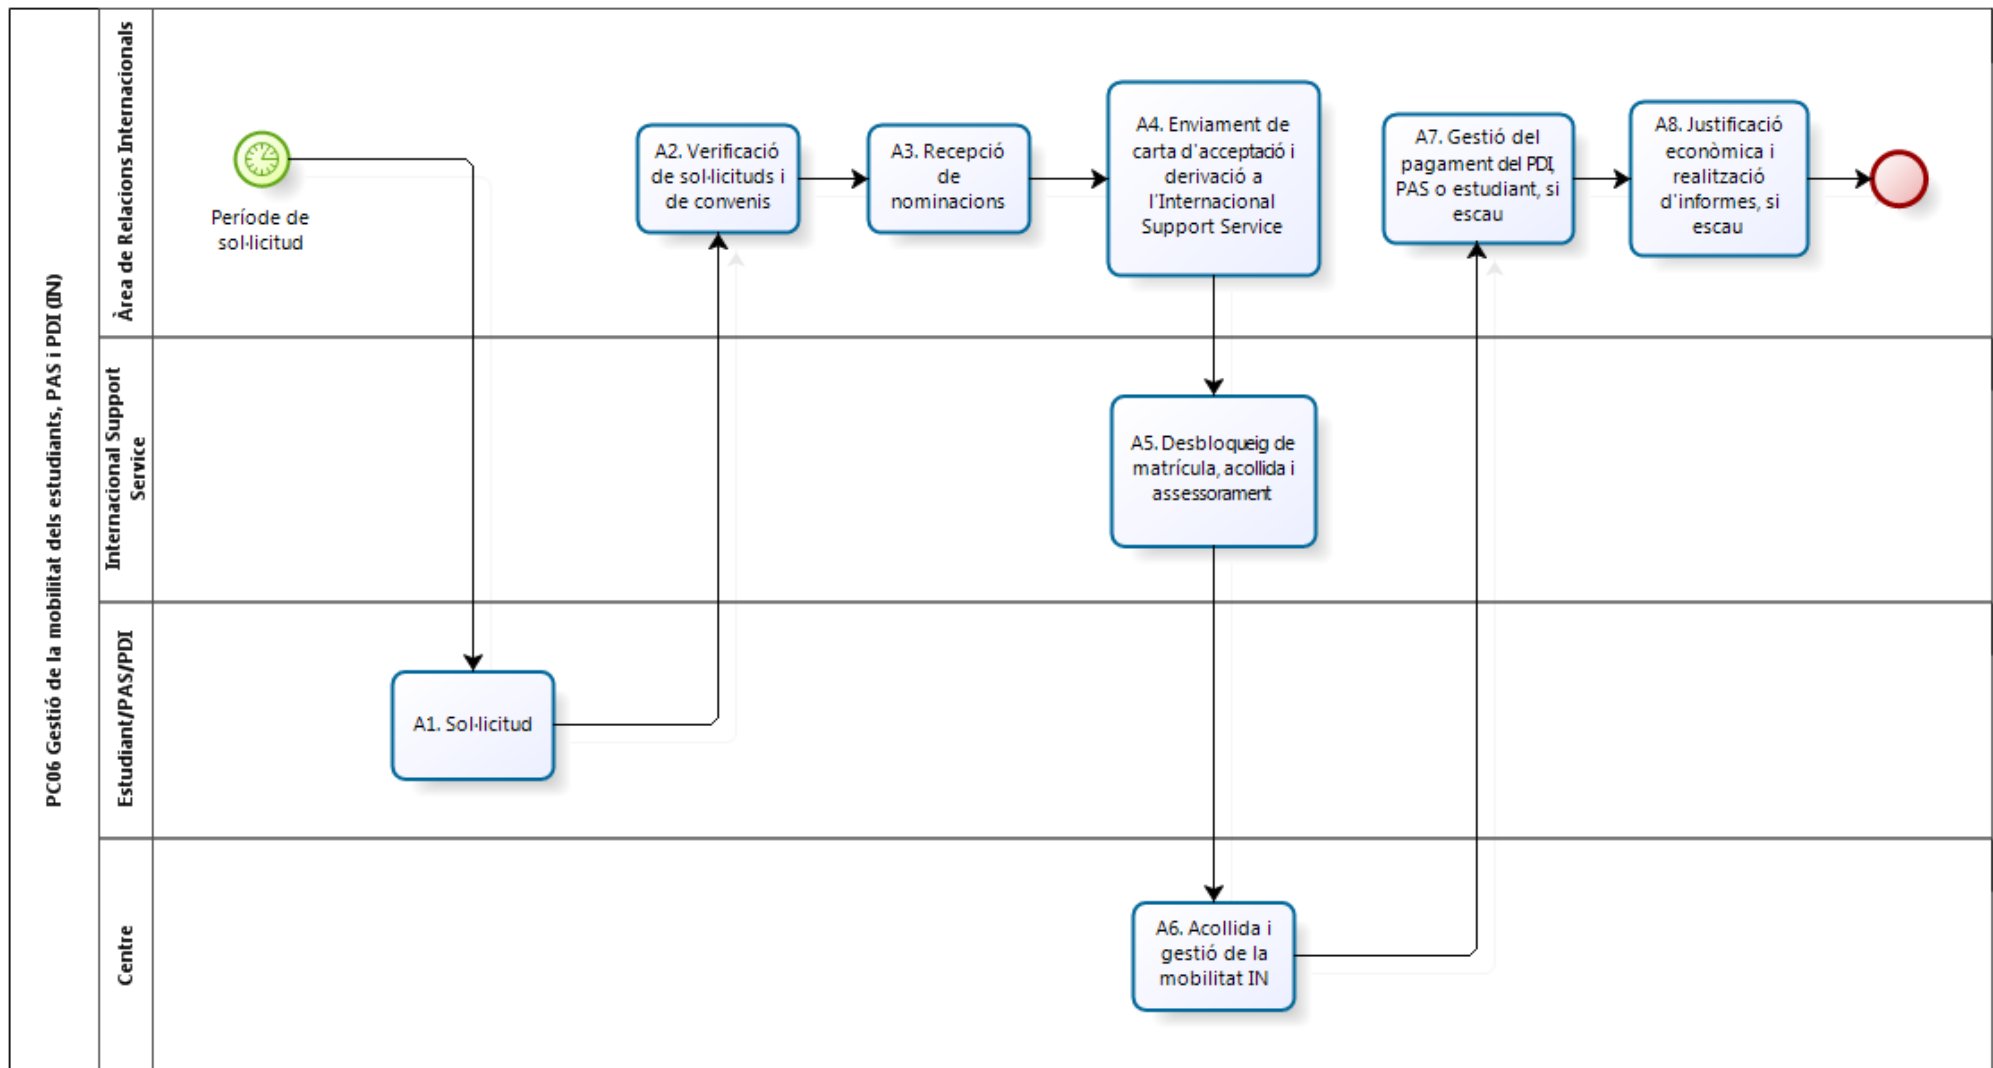 PC06 Gestió de la mobilitat dels estudiants, PAS i PDI (IN)
Àrea de Relacions Internacionals
Període de
sol·licitud
A2. Verificació
de sol·licituds i
de convenis
A3. Recepció
de
nominacions
A4. Enviament de
carta d'acceptació i
derivació a
l'Internacional
Support Service
A7. Gestió del
pagament del PDI,
PAS o estudiant, si
escau
A8. Justificació
econòmica i
realització
d'informes, si
escau
Internacional Support
Service
A5. Desbloqueig de
matrícula, acollida i
assessorament
Estudiant/PAS/PDI
A1. Sol·licitud
Centre
A6. Acollida i
gestió de la
mobilitat IN